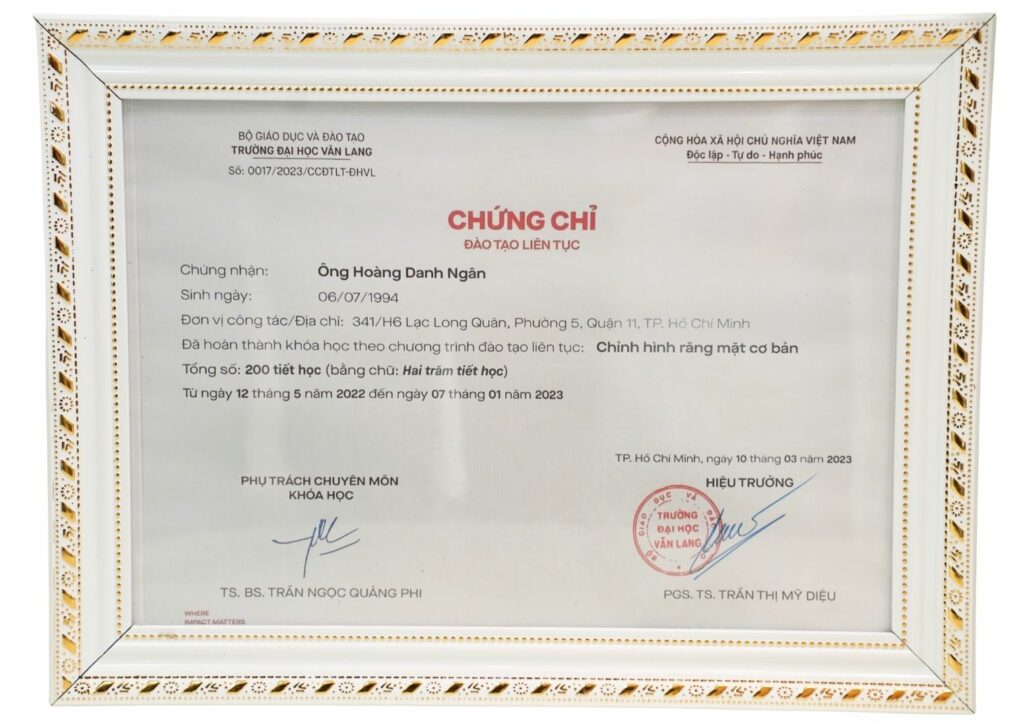 BỘ GIÁO DỤC VÀ ĐÀO TẠO
TRƯỜNG ĐẠI HỌC VĂN LANG
Số: 0017/2023/CCĐTLT-ĐHVL
CỘNG HÒA XÃ HỘI CHỦ NGHĨA VIỆT NAM
Độc lập - Tự do - Hạnh phúc
CHỨNG CHỈ
ĐÀO TẠO LIÊN TỤC
Chứng nhận: Ông Hoàng Danh Ngân
Sinh ngày: 06/07/1994
Đơn vị công tác/Địa chỉ: 341/H6 Lạc Long Quân, Phường 5, Quận 11, TP. Hồ Chí Minh
Đã hoàn thành khóa học theo chương trình đào tạo liên tục: Chỉnh hình răng mặt cơ bản
Tổng số: 200 tiết học (bằng chữ: Hai trăm tiết học)
Từ ngày 12 tháng 5 năm 2022 đến ngày 07 tháng 01 năm 2023
TP. Hồ Chí Minh, ngày 10 tháng 03 năm 2023
PHỤ TRÁCH CHUYÊN MÔN
KHÓA HỌC
HIỆU TRƯỞNG
BỘ GIÁO DỤC VÀ ĐÀO
TRƯỜNG
ĐẠI HỌC
VĂN LANG
TS. BS. TRẦN NGỌC QUẢNG PHI
PGS. TS. TRẦN THỊ MỸ DIỆU
WHERE
IMPACT MATTERS